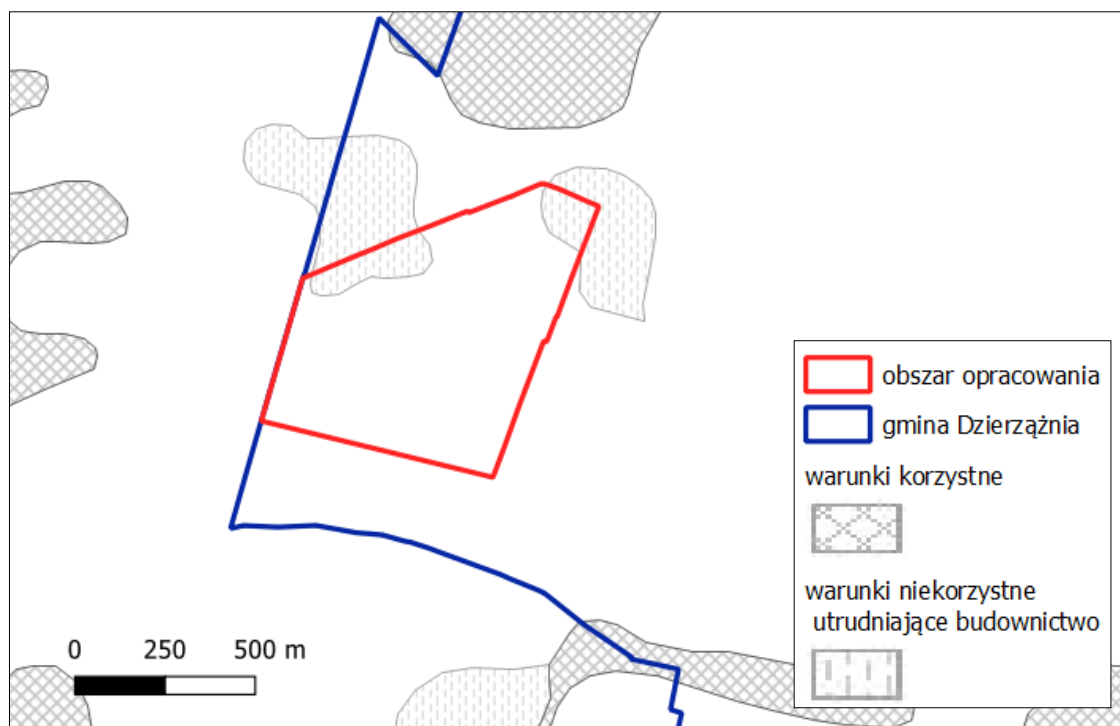 obszar opracowania
gmina Dzierzążnia
warunki korzystne
warunki niekorzystne
utrudniające budownictwo
0 250 500 m